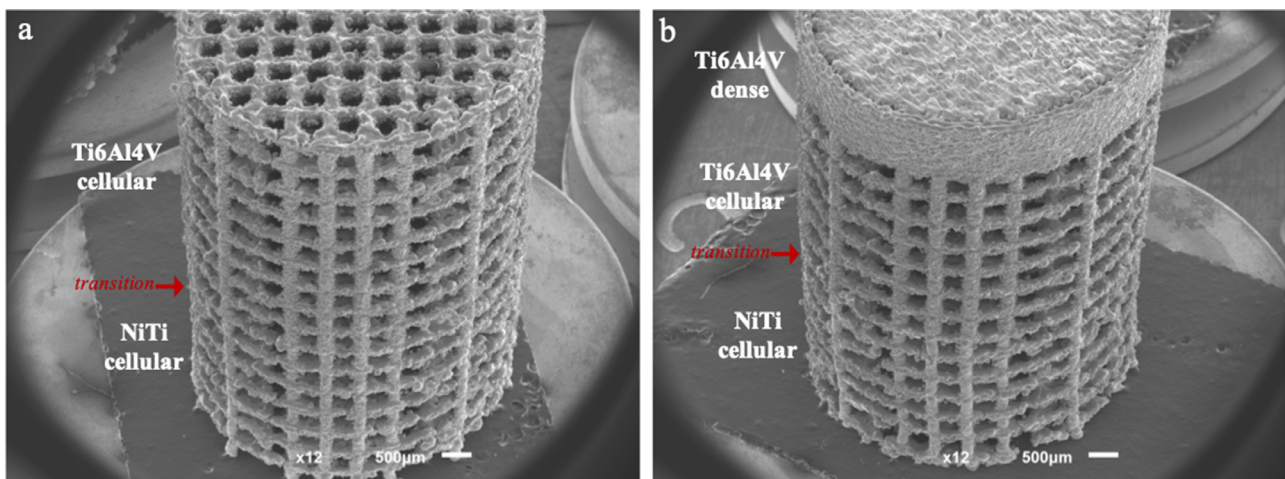 a
Ti6Al4V
cellular
transition
NiTi
cellular
x12 500μm
b
Ti6Al4V
dense
Ti6Al4V
cellular
transition
NiTi
cellular
x12 500μm